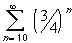 ∞
∑ (3/4)ⁿ
n=10